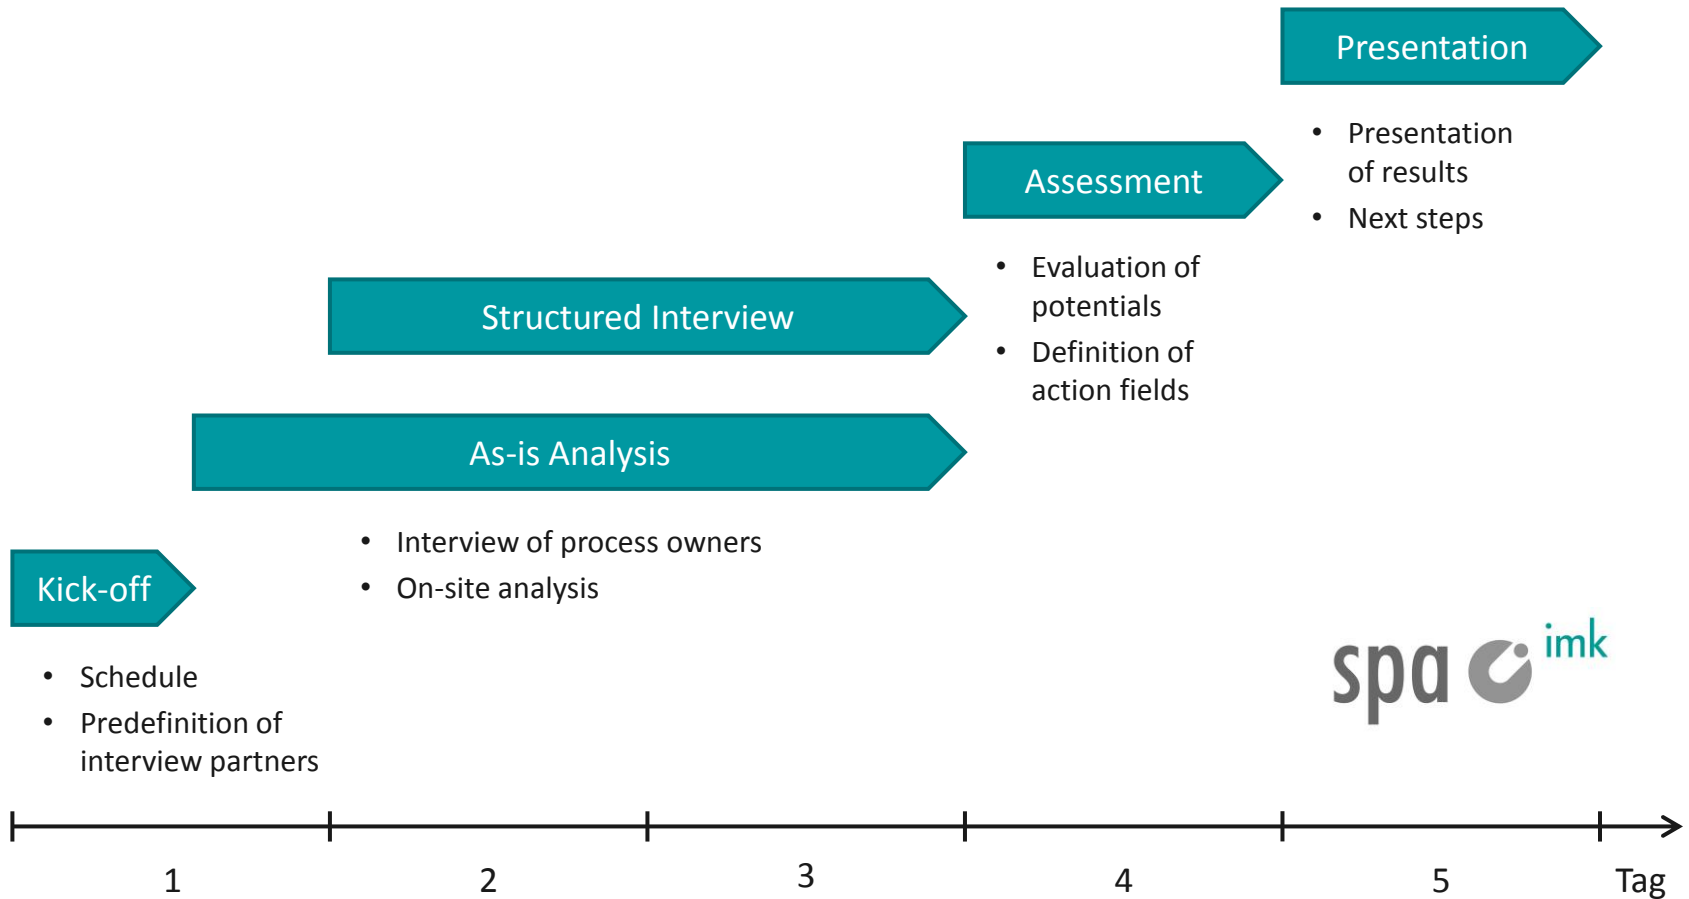 Presentation
• Presentation
of results
• Next steps
Assessment
• Evaluation of
potentials
• Definition of
action fields
Structured Interview
As-is Analysis
• Interview of process owners
• On-site analysis
Kick-off
• Schedule
• Predefinition of
interview partners
spa imk
1 2 3 4 5 Tag